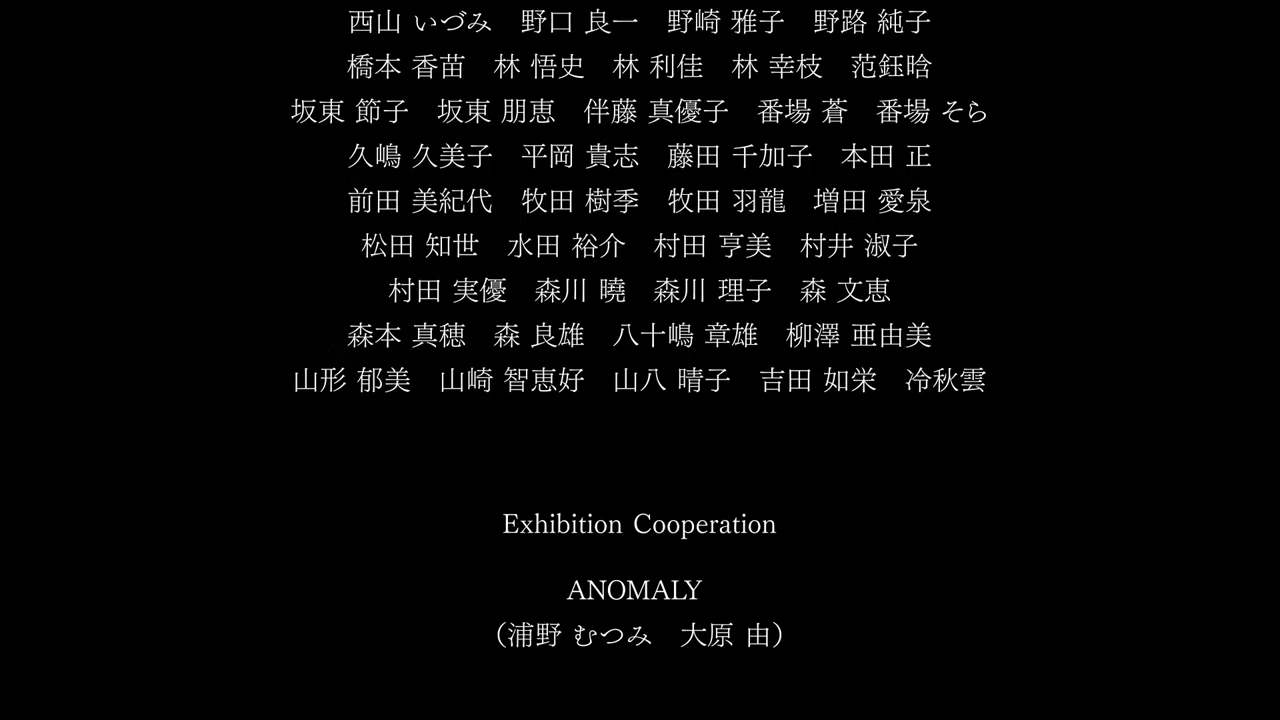 西山 いづみ　野口 良一　野崎 雅子　野路 純子
橋本 香苗　林 悟史　林 利佳　林 幸枝　范鈺晗
坂東 節子　坂東 朋恵　伴藤 真優子　番場 蒼　番場 そら
久嶋 久美子　平岡 貴志　藤田 千加子　本田 正
前田 美紀代　牧田 樹季　牧田 羽龍　増田 愛泉
松田 知世　水田 裕介　村田 亨美　村井 淑子
村田 実優　森川 曉　森川 理子　森 文恵
森本 真穂　森 良雄　八十嶋 章雄　柳澤 亜由美
山形 郁美　山崎 智恵好　山八 晴子　吉田 如栄　冷秋雲
Exhibition Cooperation
ANOMALY
（浦野 むつみ　大原 由）